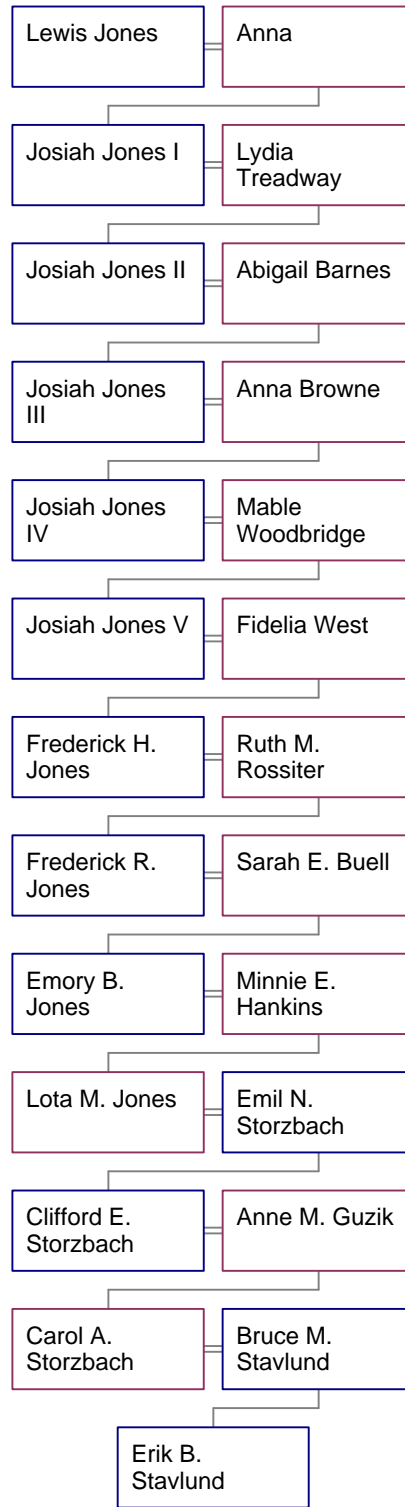 Lewis Jones
Anna
Josiah Jones I
Lydia
Treadway
Josiah Jones II
Abigail Barnes
Josiah Jones
III
Anna Browne
Josiah Jones
IV
Mable
Woodbridge
Josiah Jones V
Fidelia West
Frederick H.
Jones
Ruth M.
Rossiter
Frederick R.
Jones
Sarah E. Buell
Emory B.
Jones
Minnie E.
Hankins
Lota M. Jones
Emil N.
Storzbach
Clifford E.
Storzbach
Anne M. Guzik
Carol A.
Storzbach
Bruce M.
Stavlund
Erik B.
Stavlund